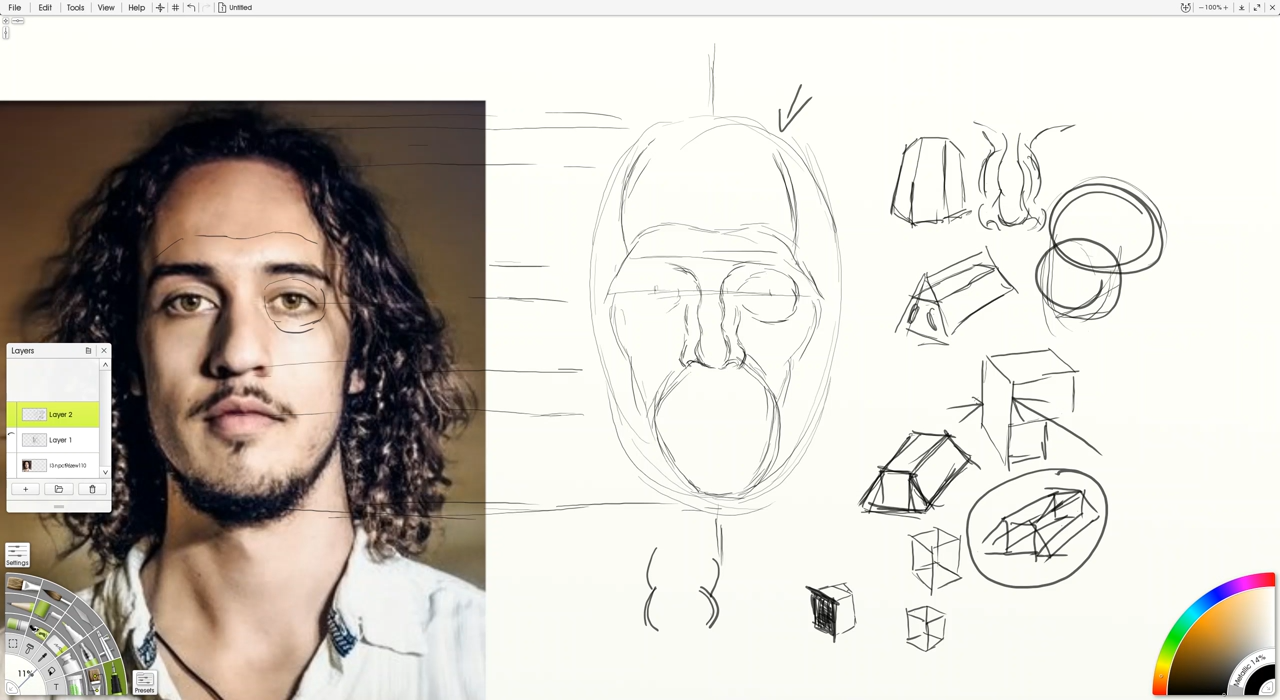 File Edit Tools View Help Untitled −100%+
Layers
Layer 2
Layer 1
Settings
11%
T
Presets
Metallic 14%